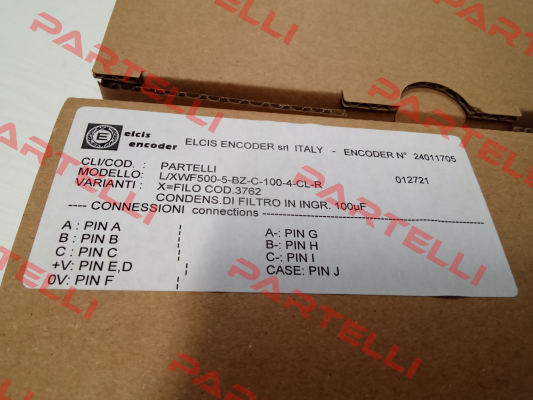 elcis
encoder
ELCIS ENCODER srl ITALY - ENCODER N° 24011705
CLI/COD. : PARTELLI
MODELLO: L/XWF500-5-BZ-C-100-4-CL-R 012721
VARIANTI : X=FILO COD.3762
CONDENS.DI FILTRO IN INGR. 100µF
---- CONNESSIONI connections ----------
A : PIN A
B : PIN B
C : PIN C
+V: PIN E,D
0V: PIN F
A-: PIN G
B-: PIN H
C-: PIN I
CASE: PIN J
PARTELLI
PARTELLI
PARTELLI
PARTELLI
PARTELLI
PARTELLI